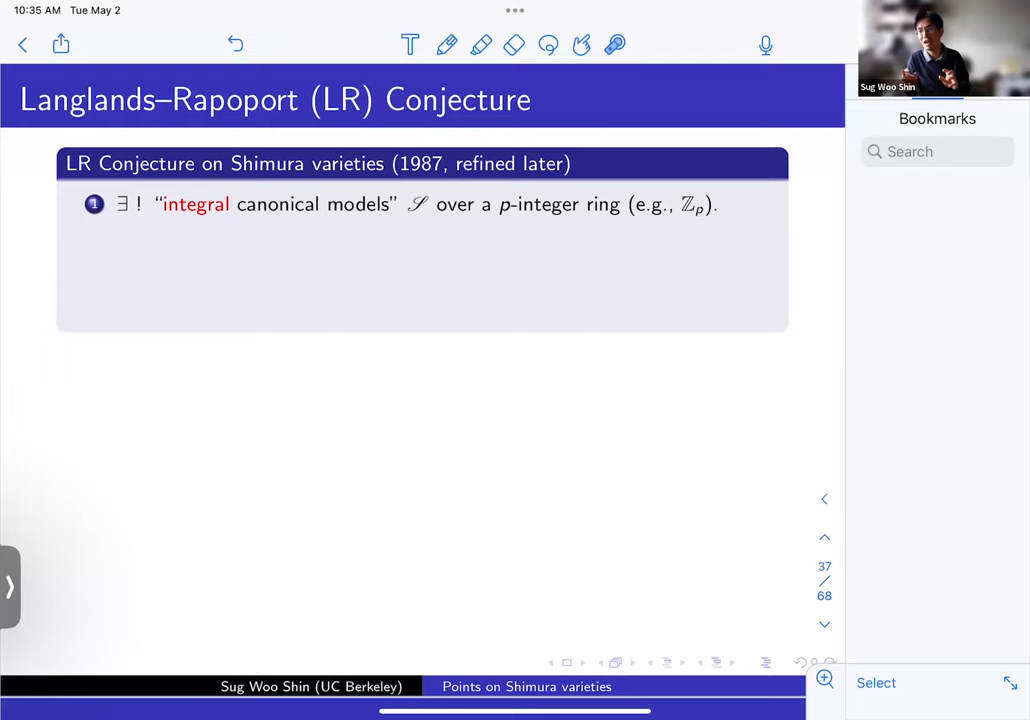 10:35 AM Tue May 2
T
Sug Woo Shin
Langlands–Rapoport (LR) Conjecture
Bookmarks
Search
LR Conjecture on Shimura varieties (1987, refined later)
1 ∃ ! “integral canonical models” 𝒮 over a p-integer ring (e.g., ℤₚ).
37
/
68
Sug Woo Shin (UC Berkeley) Points on Shimura varieties
Select